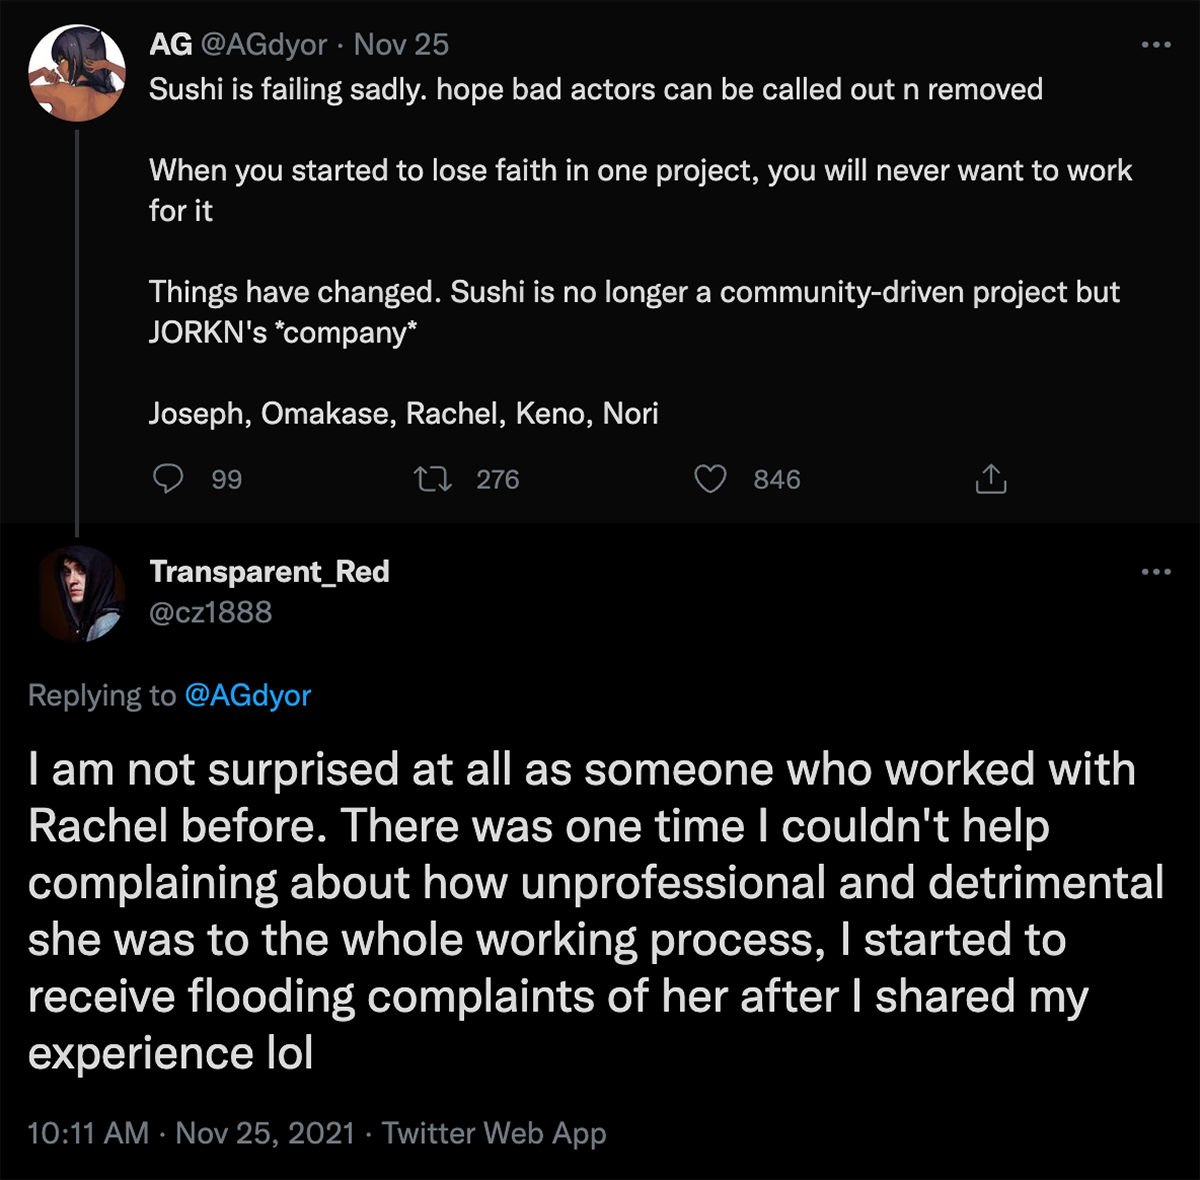 AG @AGdyor · Nov 25
Sushi is failing sadly. hope bad actors can be called out n removed
When you started to lose faith in one project, you will never want to work
for it
Things have changed. Sushi is no longer a community-driven project but
JORKN's *company*
Joseph, Omakase, Rachel, Keno, Nori
99 276 846
Transparent_Red
@cz1888
Replying to @AGdyor
I am not surprised at all as someone who worked with
Rachel before. There was one time I couldn't help
complaining about how unprofessional and detrimental
she was to the whole working process, I started to
receive flooding complaints of her after I shared my
experience lol
10:11 AM · Nov 25, 2021 · Twitter Web App